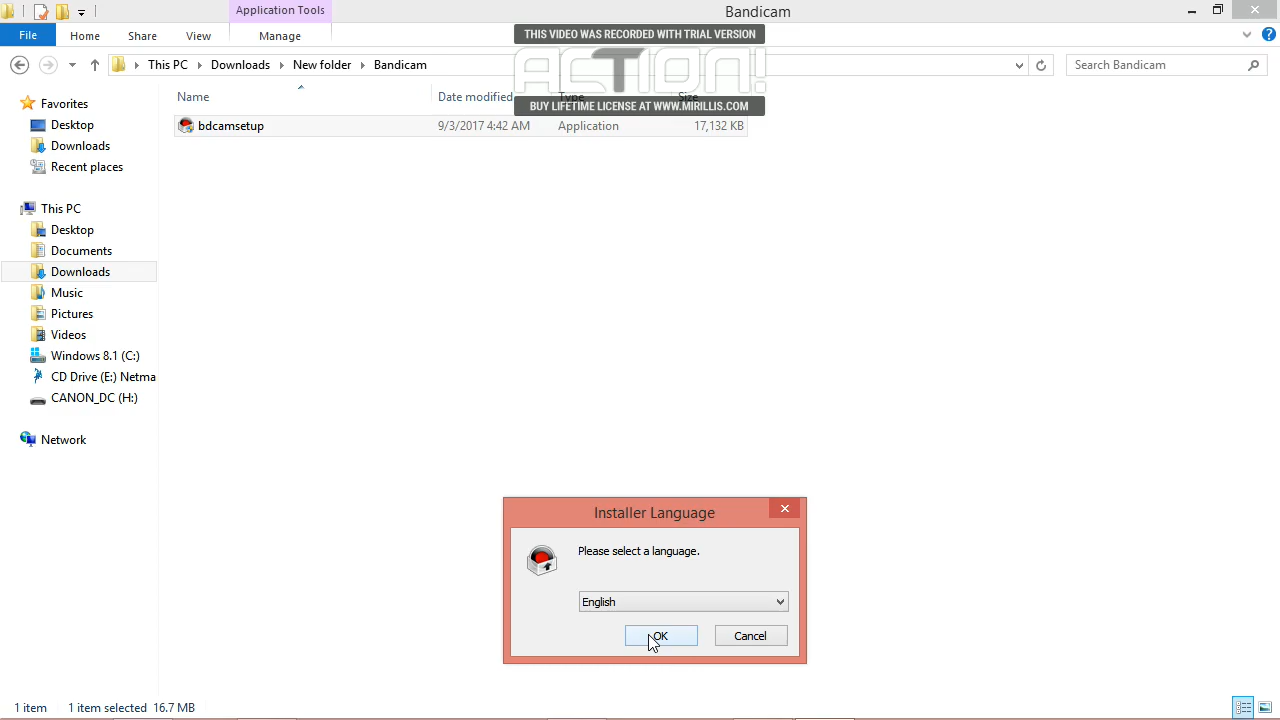 Application Tools
Bandicam
File
Home
Share
View
Manage
THIS VIDEO WAS RECORDED WITH TRIAL VERSION
ACTION!
BUY LIFETIME LICENSE AT WWW.MIRILLIS.COM
This PC
Downloads
New folder
Bandicam
Search Bandicam
Name
Date modified
Type
Size
bdcamsetup
9/3/2017 4:42 AM
Application
17,132 KB
Favorites
Desktop
Downloads
Recent places
This PC
Desktop
Documents
Downloads
Music
Pictures
Videos
Windows 8.1 (C:)
CD Drive (E:) Netma
CANON_DC (H:)
Network
Installer Language
Please select a language.
English
OK
Cancel
1 item
1 item selected 16.7 MB